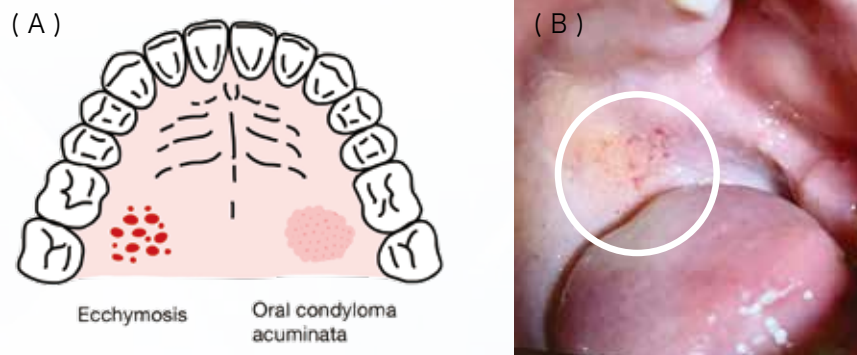 ( A )
( B )
Ecchymosis
Oral condyloma
acuminata